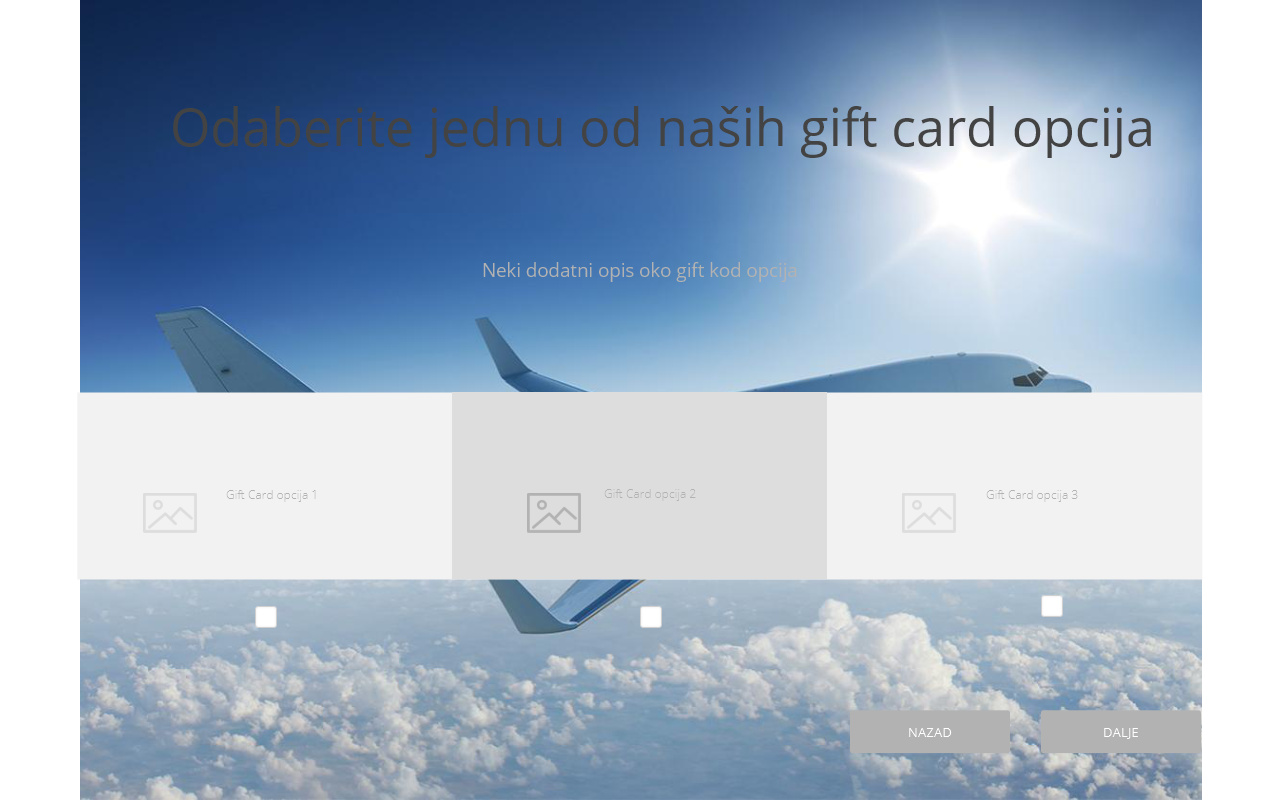 Odaberite jednu od naših gift card opcija
Neki dodatni opis oko gift kod opcija
Gift Card opcija 1
Gift Card opcija 2
Gift Card opcija 3
NAZAD
DALJE